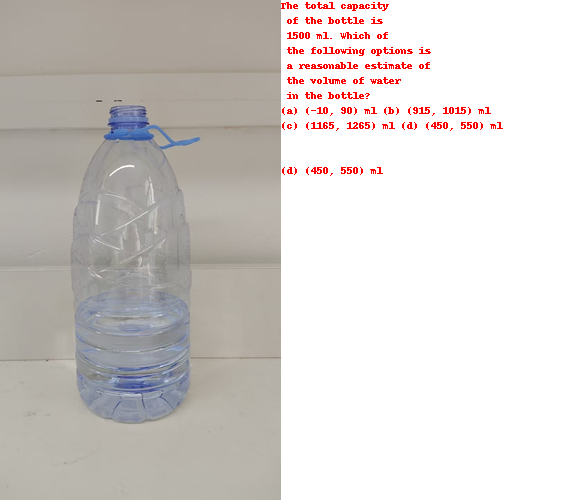 The total capacity
of the bottle is
1500 ml. Which of
the following options is
a reasonable estimate of
the volume of water
in the bottle?
(a) (-10, 90) ml (b) (915, 1015) ml
(c) (1165, 1265) ml (d) (450, 550) ml
(d) (450, 550) ml